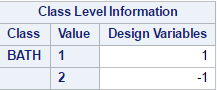 Class Level Information
Class Value Design Variables
BATH 1 1
2 -1